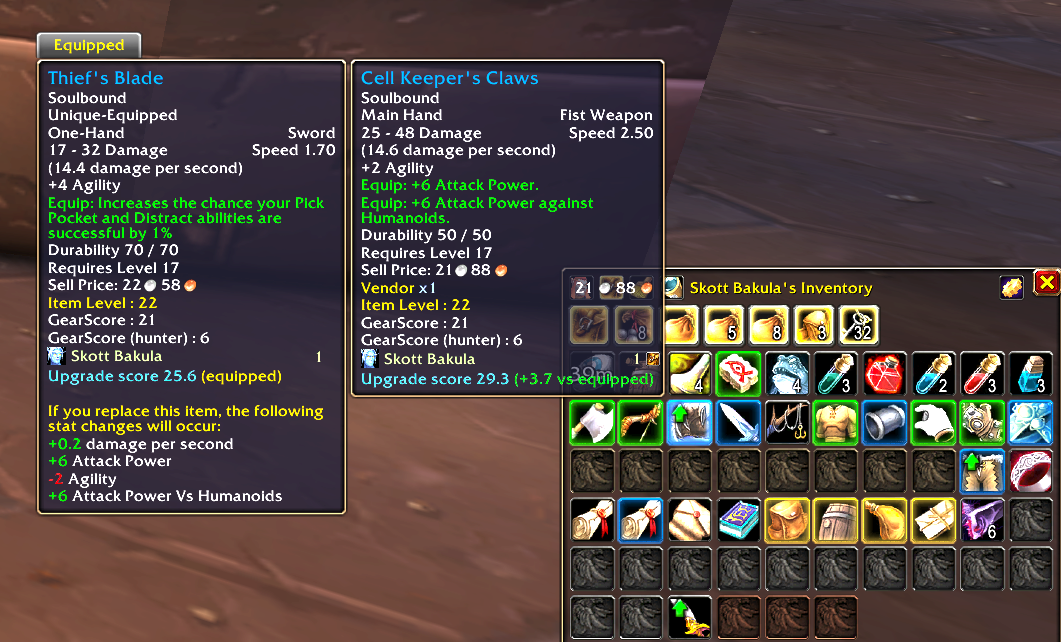 Equipped
Thief's Blade
Soulbound
Unique-Equipped
One-Hand Sword
17 - 32 Damage Speed 1.70
(14.4 damage per second)
+4 Agility
Equip: Increases the chance your Pick
Pocket and Distract abilities are
successful by 1%
Durability 70 / 70
Requires Level 17
Sell Price: 22 58
Item Level : 22
GearScore : 21
GearScore (hunter) : 6
Skott Bakula 1
Upgrade score 25.6 (equipped)
If you replace this item, the following
stat changes will occur:
+0.2 damage per second
+6 Attack Power
-2 Agility
+6 Attack Power Vs Humanoids
Cell Keeper's Claws
Soulbound
Main Hand Fist Weapon
25 - 48 Damage Speed 2.50
(14.6 damage per second)
+2 Agility
Equip: +6 Attack Power.
Equip: +6 Attack Power against
Humanoids.
Durability 50 / 50
Requires Level 17
Sell Price: 21 88
Vendor x1
Item Level : 22
GearScore : 21
GearScore (hunter) : 6
Skott Bakula 1
Upgrade score 29.3 (+3.7 vs equipped)
21 88
Skott Bakula's Inventory
8 5 8 3 32
39m 4 4 3 2 3 3
6